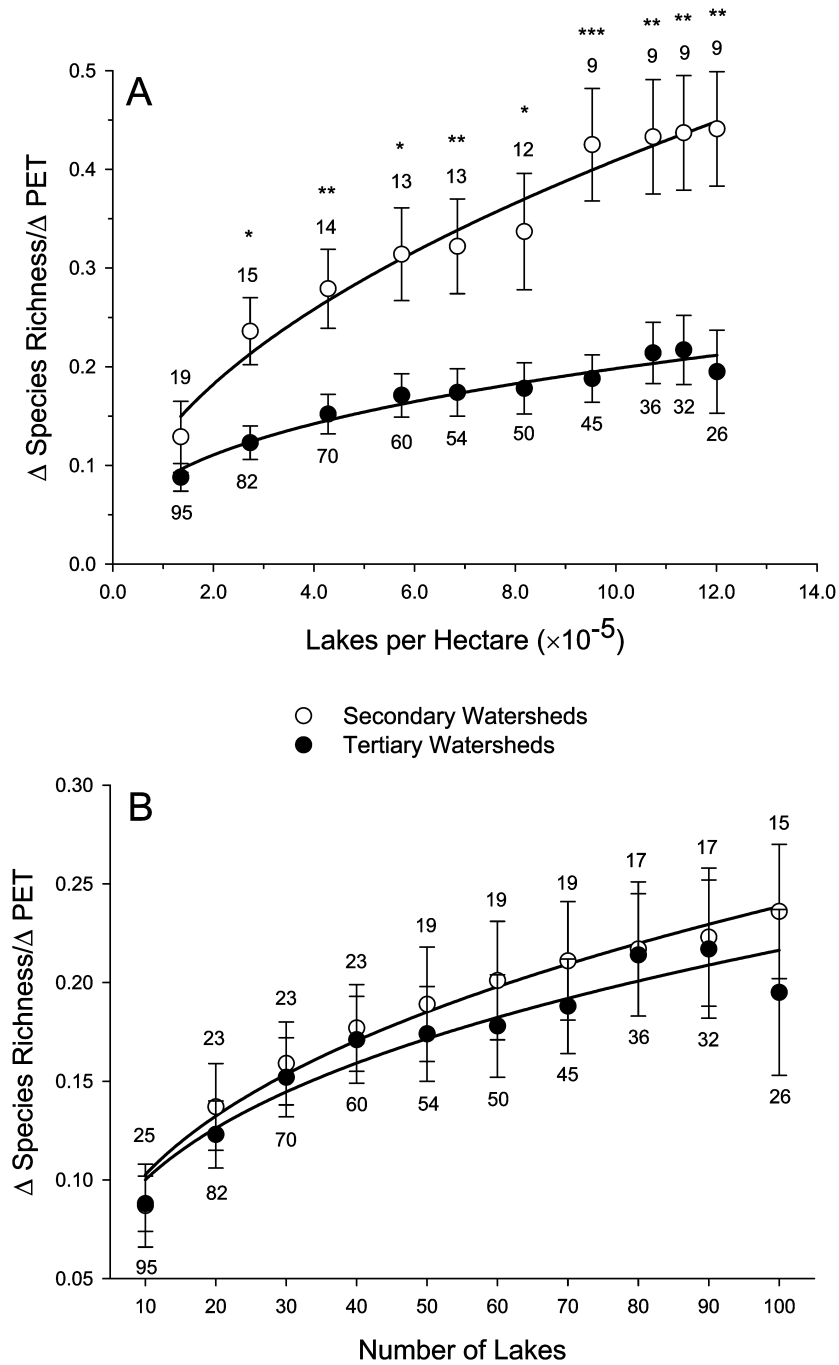 ** ** **
***
9 9 9 9
0.5 A
*
12
** 13
* 13
** 14
* 15
19
0.4
0.3
0.2
0.1
0.0
Δ Species Richness/Δ PET
95 82 70 60 54 50 45 36 32 26
0.0 2.0 4.0 6.0 8.0 10.0 12.0 14.0
Lakes per Hectare (×10-5)
Secondary Watersheds
Tertiary Watersheds
0.30 B
0.25
0.20
0.15
0.10
0.05
Δ Species Richness/Δ PET
25 23 23 23 19 19 19 17 17 15
95 82 70 60 54 50 45 36 32 26
10 20 30 40 50 60 70 80 90 100
Number of Lakes